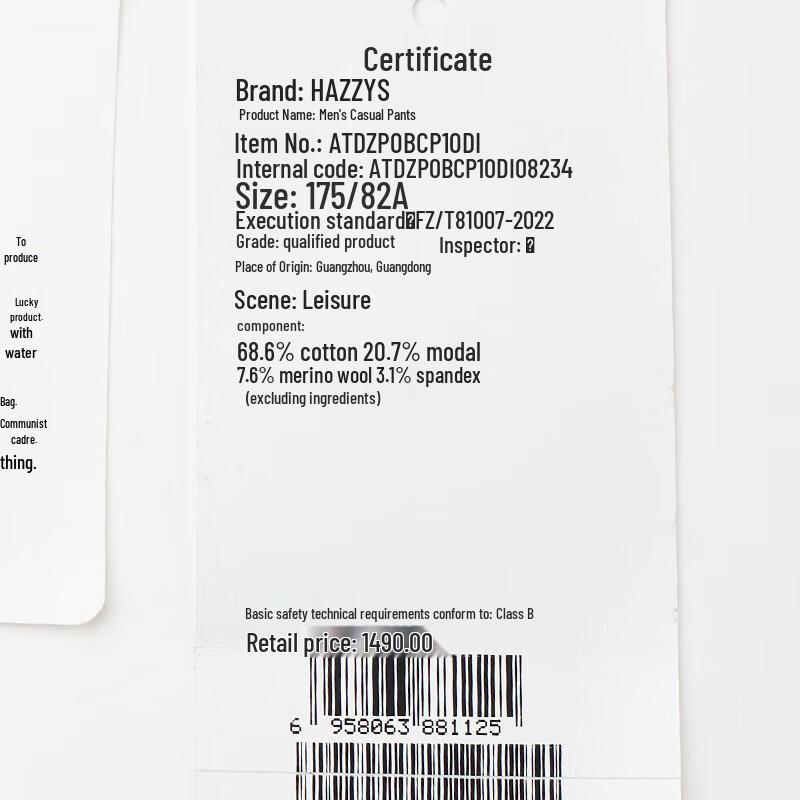 Certificate
Brand: HAZZYS
Product Name: Men's Casual Pants
Item No.: ATDZP0BCP10DI
Internal code: ATDZP0BCP10DI08234
Size: 175/82A
Execution standard FZ/T81007-2022
Grade: qualified product
Inspector:
Place of Origin: Guangzhou, Guangdong
Scene: Leisure
component:
68.6% cotton 20.7% modal
7.6% merino wool 3.1% spandex
(excluding ingredients)
Basic safety technical requirements conform to: Class B
Retail price: 1490.00
6 958063 881125
To
produce
Lucky
product.
with
water
Bag.
Communist
cadre.
thing.